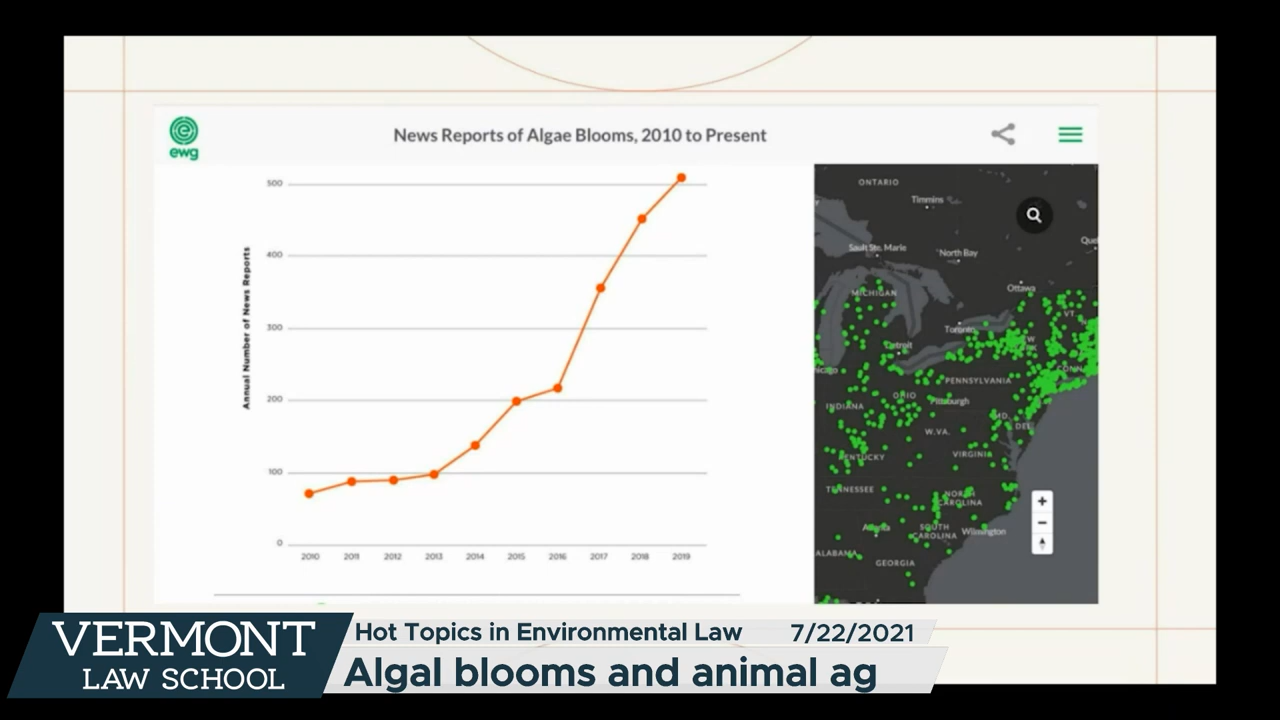 ewg
News Reports of Algae Blooms, 2010 to Present
Annual Number of News Reports
500
400
300
200
100
0
2010 2011 2012 2013 2014 2015 2016 2017 2018 2019
ONTARIO
Timmins
Sault Ste. Marie
North Bay
Ottawa
MICHIGAN
VT.
Toronto
Detroit
CONN.
PENNSYLVANIA
OHIO
Pittsburgh
INDIANA
MD.
DEL.
W.VA.
KENTUCKY
VIRGINIA
TENNESSEE
NORTH
CAROLINA
Atlanta
SOUTH
CAROLINA
Wilmington
ALABAMA
GEORGIA
VERMONT
LAW SCHOOL
Hot Topics in Environmental Law 7/22/2021
Algal blooms and animal ag